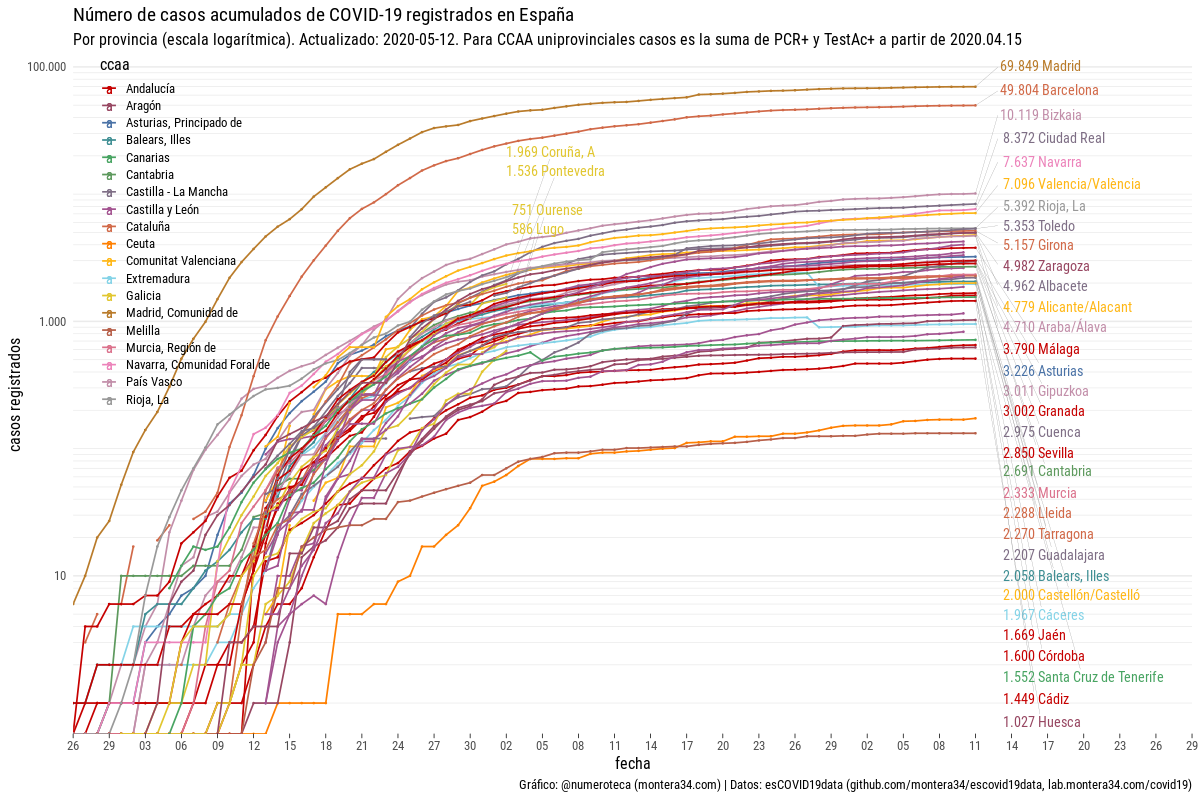 Número de casos acumulados de COVID-19 registrados en España
Por provincia (escala logarítmica). Actualizado: 2020-05-12. Para CCAA uniprovinciales casos es la suma de PCR+ y TestAc+ a partir de 2020.04.15
casos registrados
100.000
1.000
10
ccaa
Andalucía
Aragón
Asturias, Principado de
Balears, Illes
Canarias
Cantabria
Castilla - La Mancha
Castilla y León
Cataluña
Ceuta
Comunitat Valenciana
Extremadura
Galicia
Madrid, Comunidad de
Melilla
Murcia, Región de
Navarra, Comunidad Foral de
País Vasco
Rioja, La
1.969 Coruña, A
1.536 Pontevedra
751 Ourense
586 Lugo
69.849 Madrid
49.804 Barcelona
10.119 Bizkaia
8.372 Ciudad Real
7.637 Navarra
7.096 Valencia/València
5.392 Rioja, La
5.353 Toledo
5.157 Girona
4.982 Zaragoza
4.962 Albacete
4.779 Alicante/Alacant
4.710 Araba/Álava
3.790 Málaga
3.226 Asturias
3.011 Gipuzkoa
3.002 Granada
2.975 Cuenca
2.850 Sevilla
2.691 Cantabria
2.333 Murcia
2.288 Lleida
2.270 Tarragona
2.207 Guadalajara
2.058 Balears, Illes
2.000 Castellón/Castelló
1.967 Cáceres
1.669 Jaén
1.600 Córdoba
1.552 Santa Cruz de Tenerife
1.449 Cádiz
1.027 Huesca
26 29 03 06 09 12 15 18 21 24 27 30 02 05 08 11 14 17 20 23 26 29 02 05 08 11 14 17 20 23 26 29
fecha
Gráfico: @numeroteca (montera34.com) | Datos: esCOVID19data (github.com/montera34/escovid19data, lab.montera34.com/covid19)